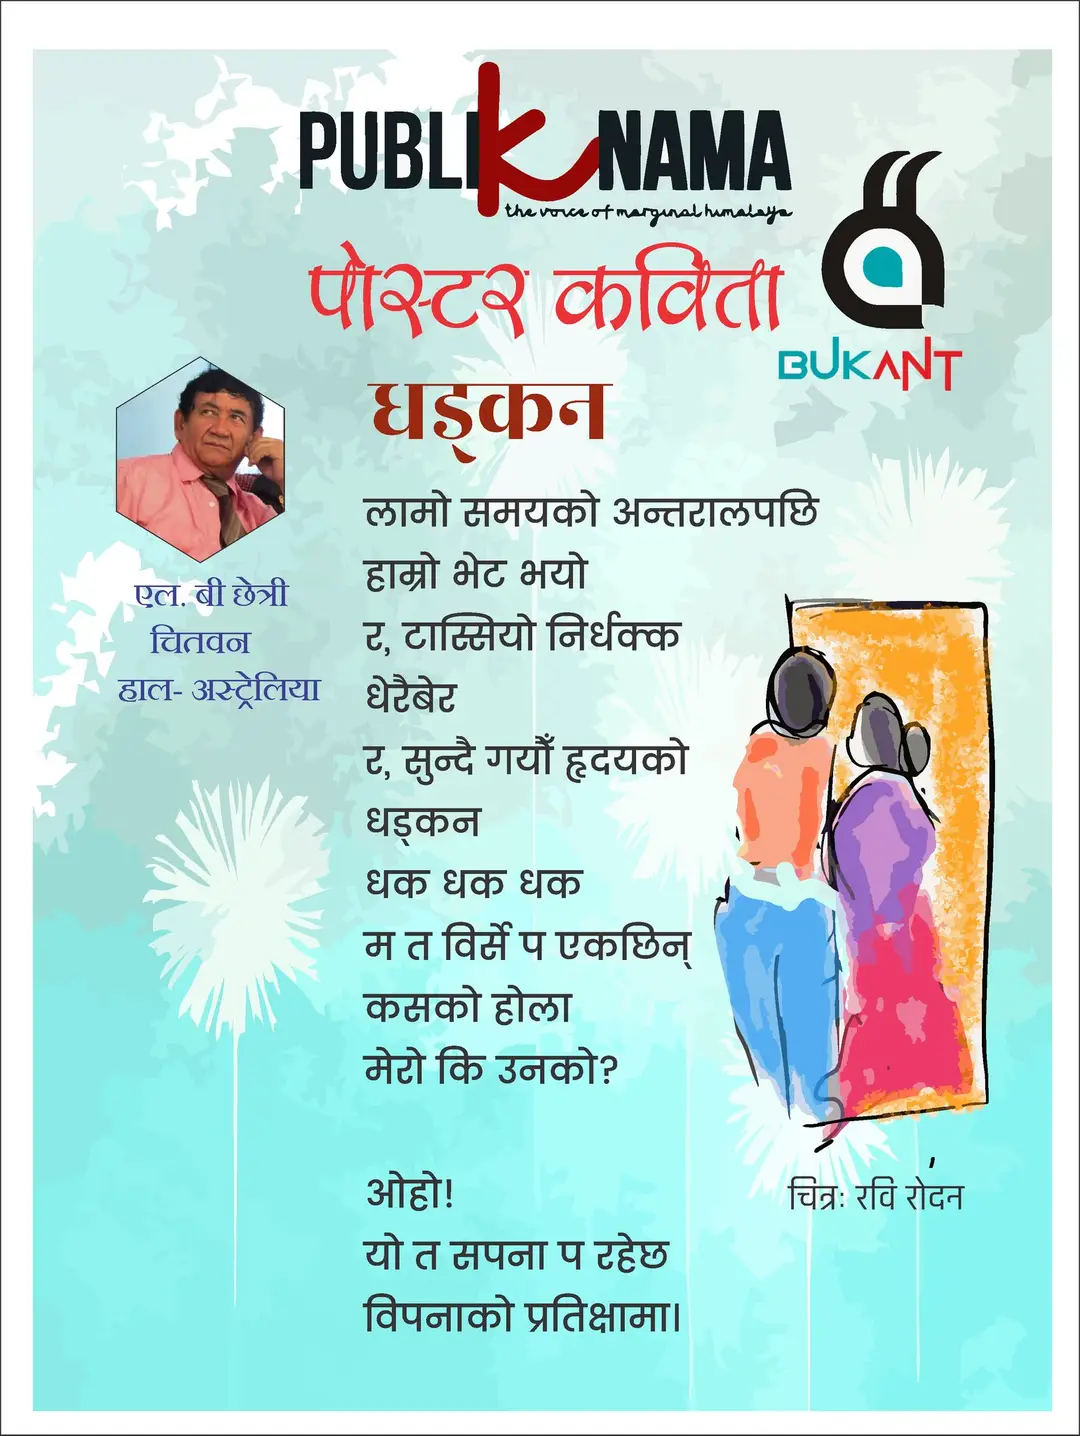 PUBLIKNAMA
the voice of marginal himalaya
पोस्टर कविता
BUKANT
धड्कन
एल. बी छेत्री
चितवन
हाल- अस्ट्रेलिया
लामो समयको अन्तरालपछि
हाम्रो भेट भयो
र, टास्सियो निर्धक्क
धेरैबेर
र, सुन्दै गयौँ हृदयको
धड्कन
धक धक धक
म त विर्से प एकछिन्
कसको होला
मेरो कि उनको?
ओहो!
यो त सपना प रहेछ
विपनाको प्रतिक्षामा।
चित्रः रवि रोदन